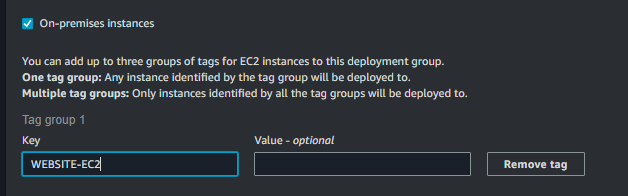 On-premises instances
You can add up to three groups of tags for EC2 instances to this deployment group.
One tag group: Any instance identified by the tag group will be deployed to.
Multiple tag groups: Only instances identified by all the tag groups will be deployed to.
Tag group 1
Key
Value - optional
WEBSITE-EC2
Remove tag